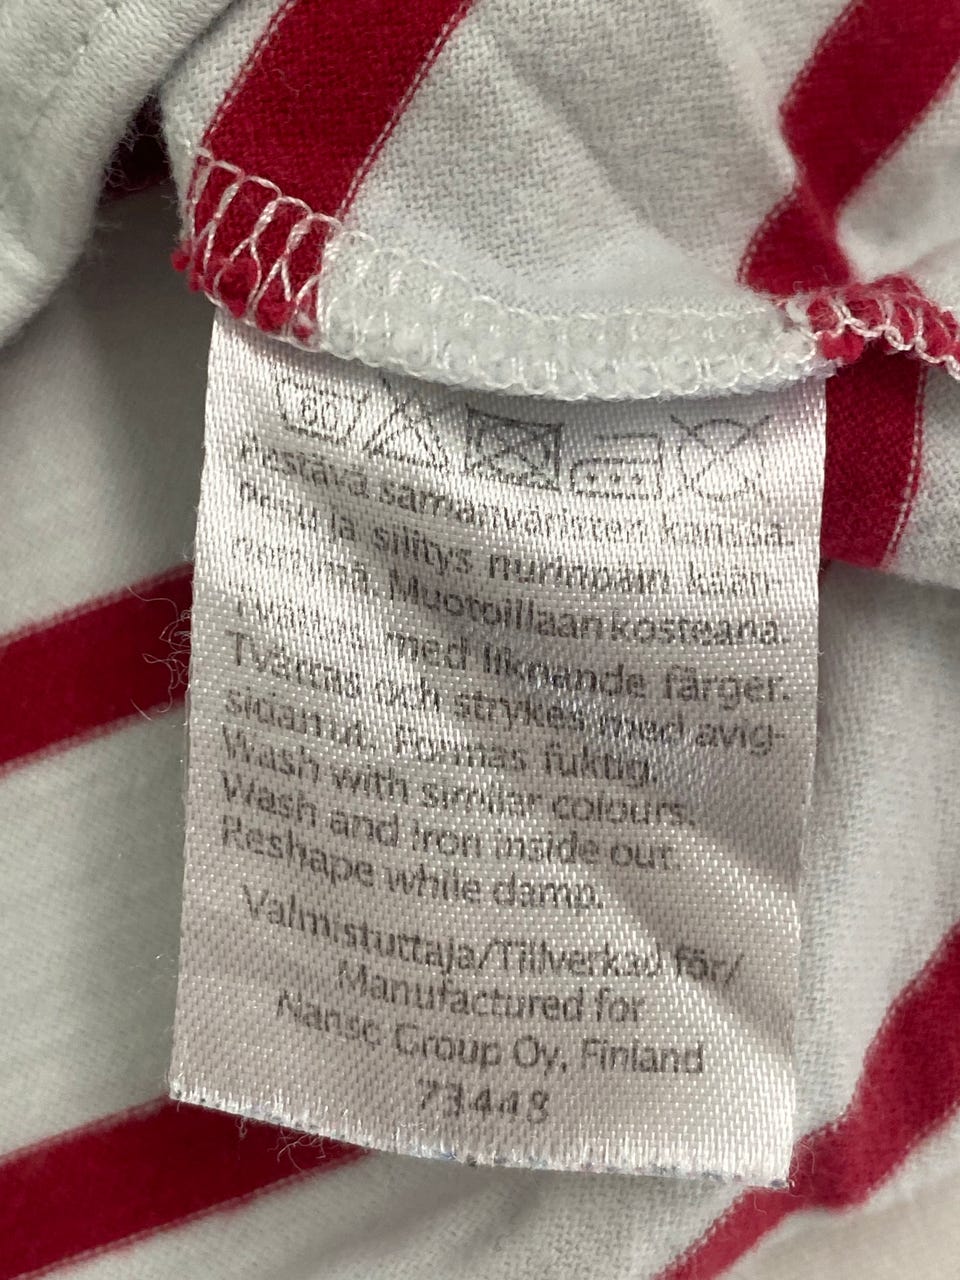 60
Pestävä samanväristen kanssa.
Pesu ja silitys nurinpäin kään-
nettynä. Muotoillaan kosteana.
Tvättas med liknande färger.
Tvättas och strykes med avig-
sidan ut. Formas fuktig.
Wash with similar colours.
Wash and iron inside out.
Reshape while damp.
Valmistuttaja/Tillverkad för/
Manufactured for
Nanso Group Oy, Finland
73448